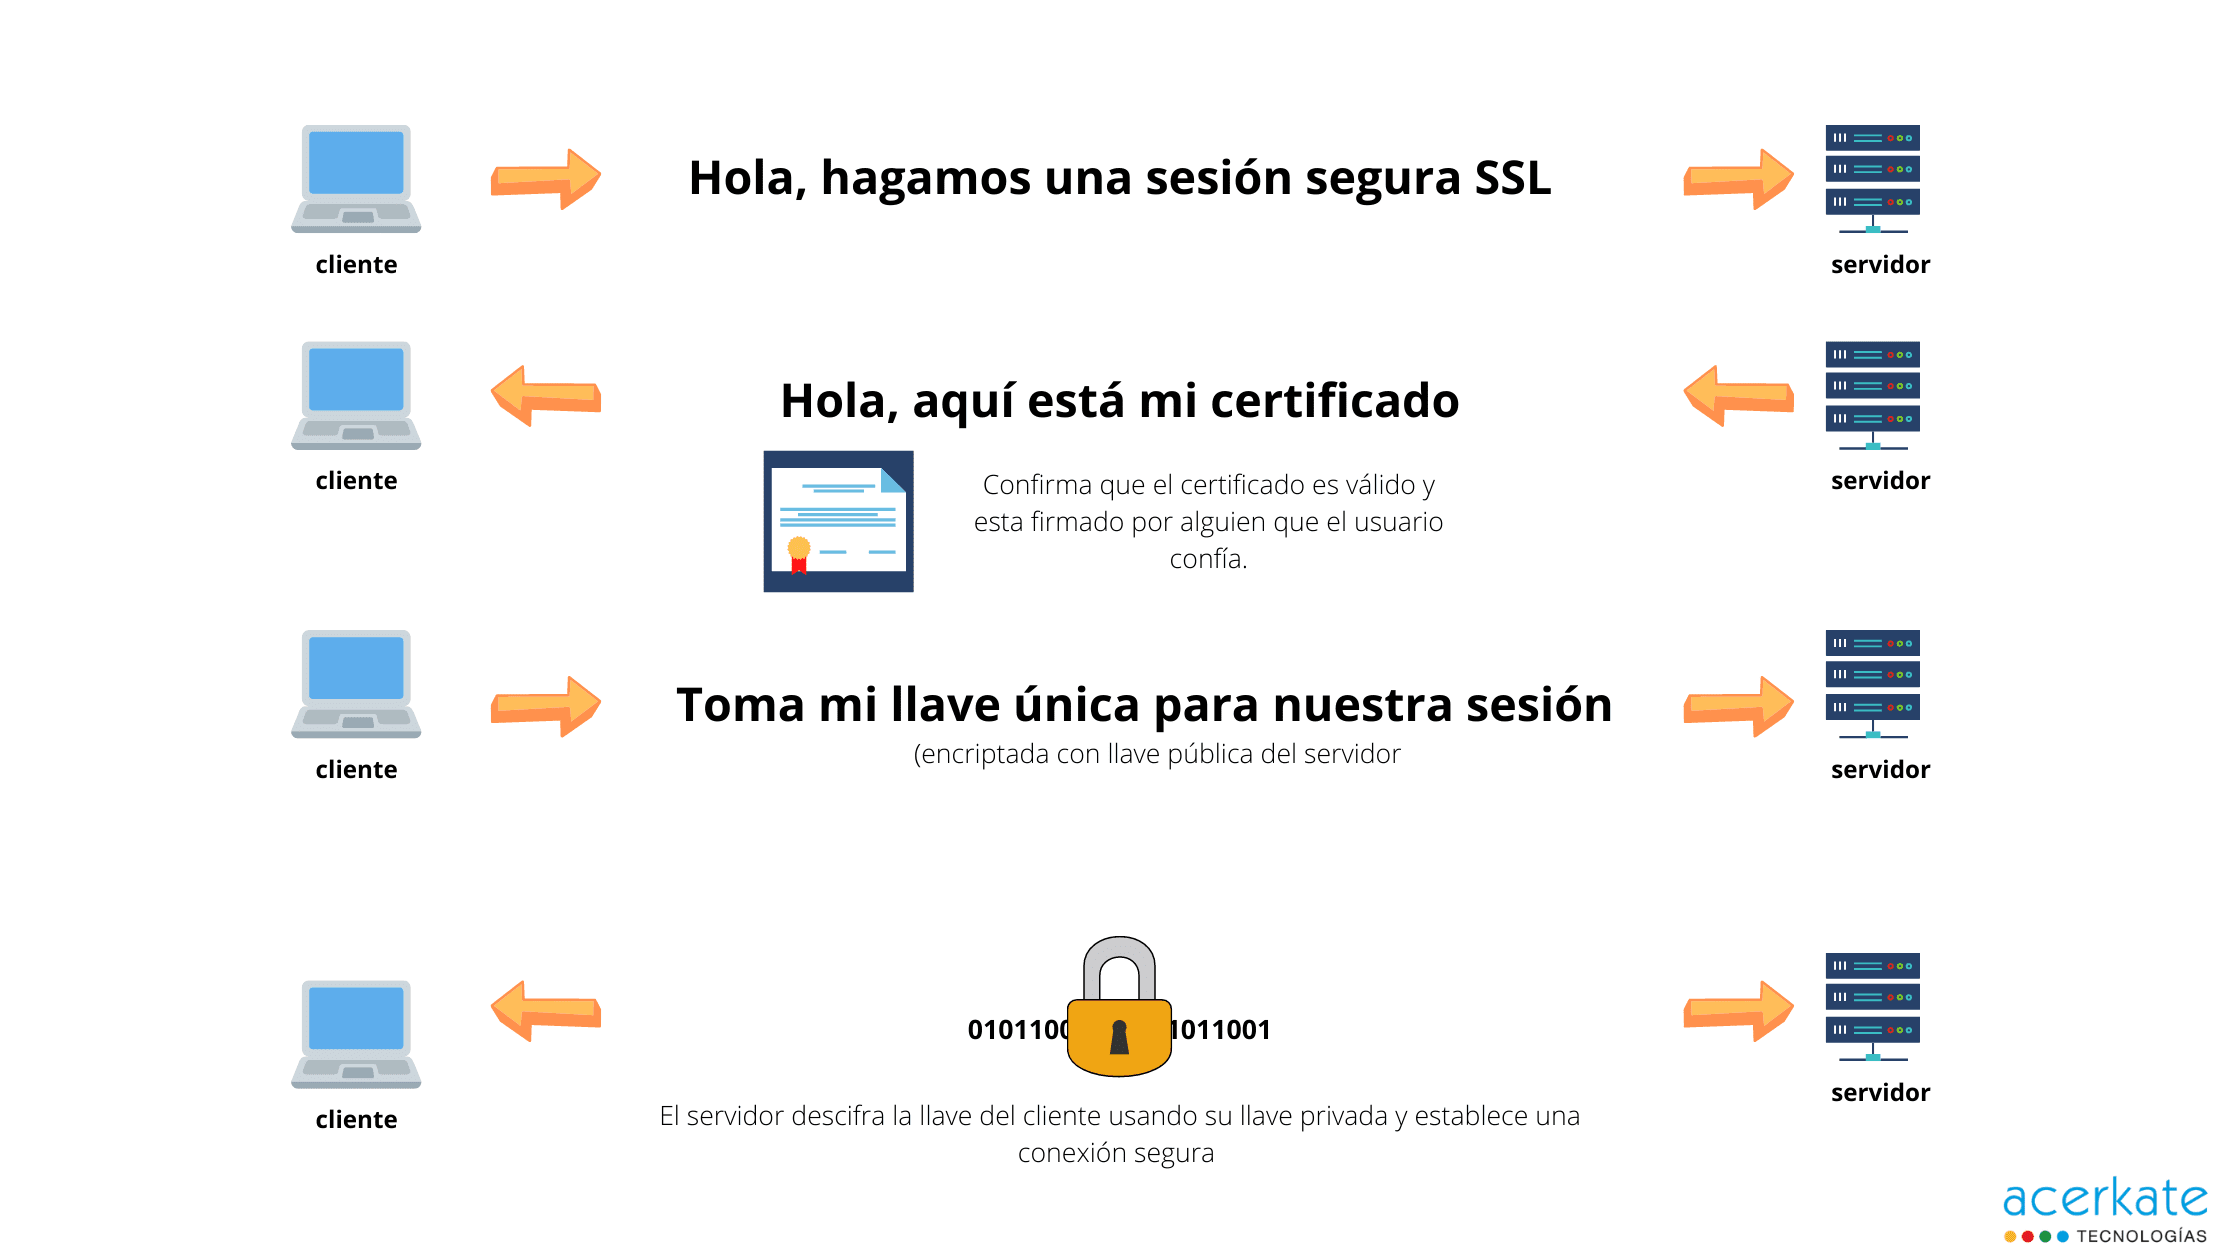 Hola, hagamos una sesión segura SSL
cliente
servidor
Hola, aquí está mi certificado
cliente
servidor
Confirma que el certificado es válido y
esta firmado por alguien que el usuario
confía.
Toma mi llave única para nuestra sesión
(encriptada con llave pública del servidor
cliente
servidor
010110 1011001
servidor
cliente
El servidor descifra la llave del cliente usando su llave privada y establece una
conexión segura
acerkate
TECNOLOGÍAS